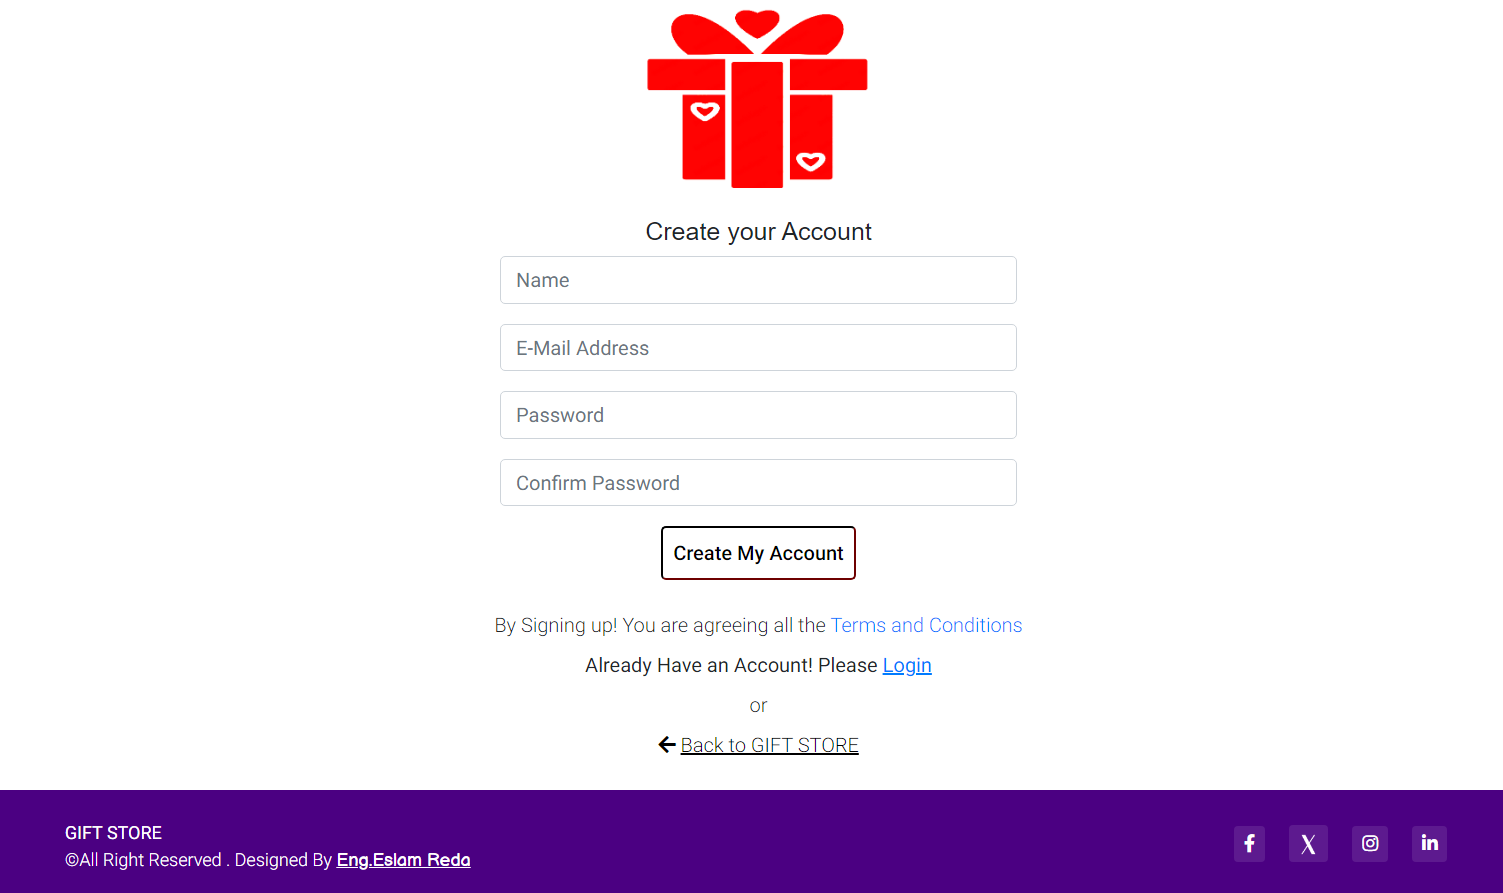 Create your Account
Name
E-Mail Address
Password
Confirm Password
Create My Account
By Signing up! You are agreeing all the Terms and Conditions
Already Have an Account! Please Login
or
Back to GIFT STORE
GIFT STORE
©All Right Reserved . Designed By Eng.Eslam Reda